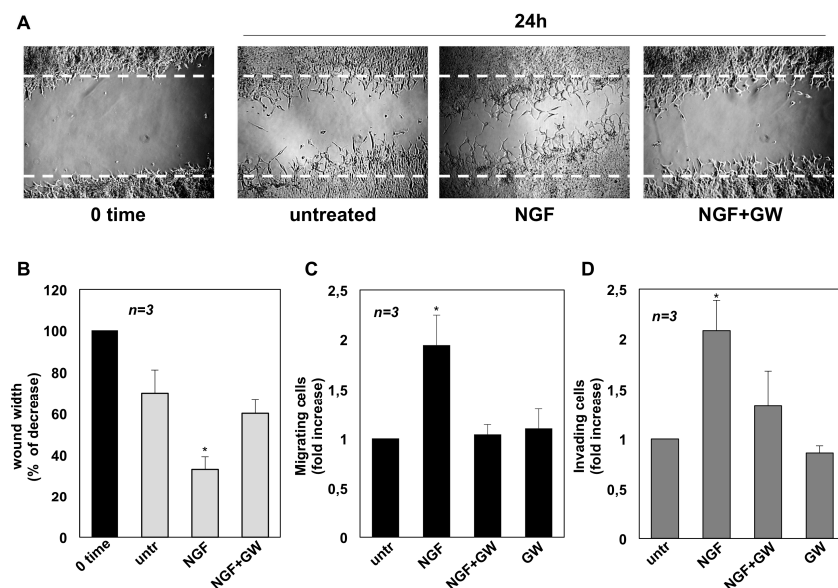 A
24h
0 time
untreated
NGF
NGF+GW
B
120
100
80
60
40
20
0
wound width
(% of decrease)
n=3
*
0 time
untr
NGF
NGF+GW
C
2,5
2
1,5
1
0,5
0
Migrating cells
(fold increase)
n=3
*
untr
NGF
NGF+GW
GW
D
2,5
2
1,5
1
0,5
0
Invading cells
(fold increase)
n=3
*
untr
NGF
NGF+GW
GW